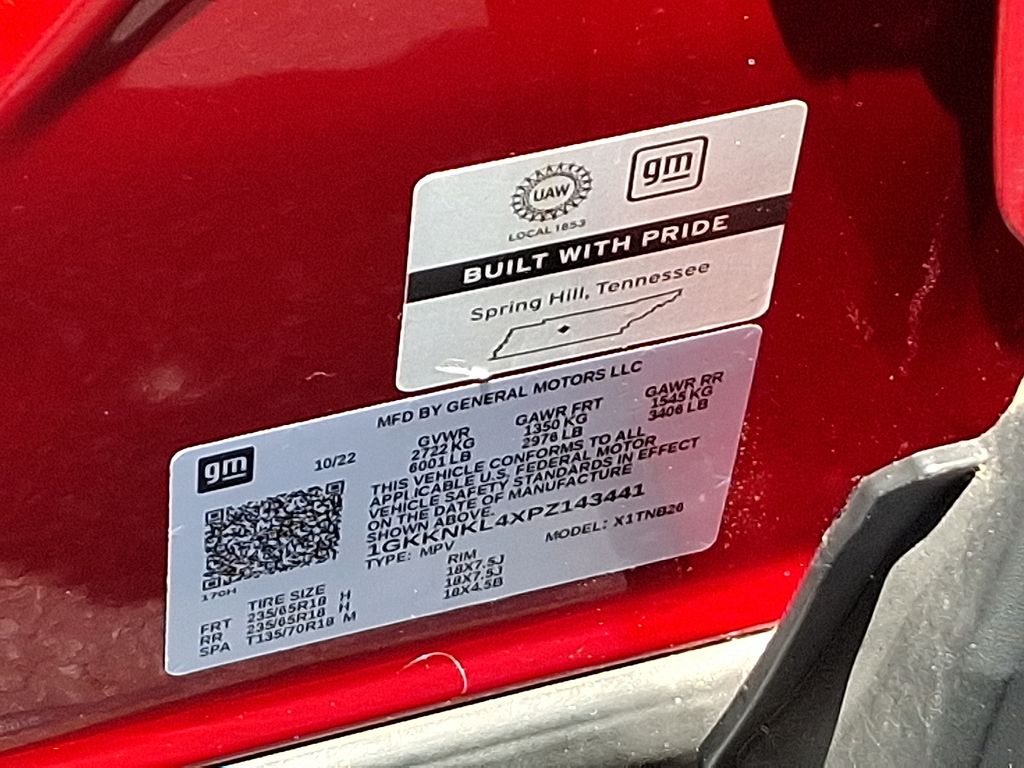 UAW
LOCAL 1853
gm
BUILT WITH PRIDE
Spring Hill, Tennessee
MFD BY GENERAL MOTORS LLC
gm
10/22
GVWR GAWR FRT GAWR RR
2722 KG 1350 KG 1545 KG
6001 LB 2976 LB 3406 LB
THIS VEHICLE CONFORMS TO ALL
APPLICABLE U.S. FEDERAL MOTOR
VEHICLE SAFETY STANDARDS IN EFFECT
ON THE DATE OF MANUFACTURE
SHOWN ABOVE.
1GKKNKL4XPZ143441
TYPE: MPV MODEL: X1TNB26
170H
TIRE SIZE RIM
FRT 235/65R18 H 18X7.5J
RR 235/65R18 H 18X7.5J
SPA T135/70R18 M 18X4.5B